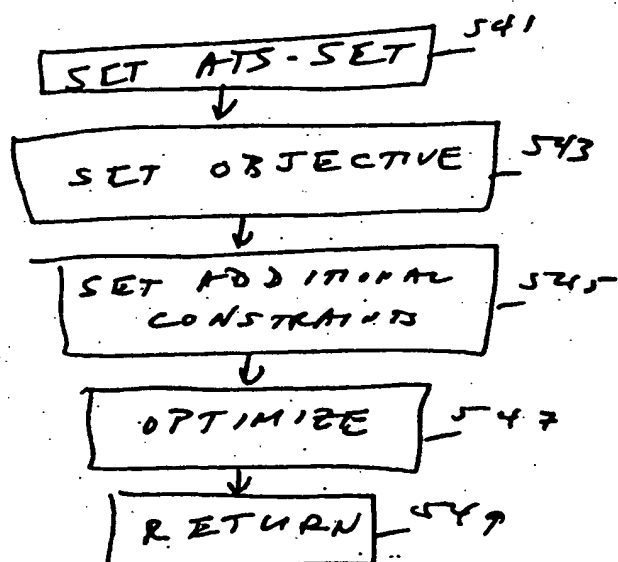 SET ATS-SET 541
SET OBJECTIVE 543
SET ADDITIONAL 545
CONSTRAINTS
OPTIMIZE 547
RETURN 549